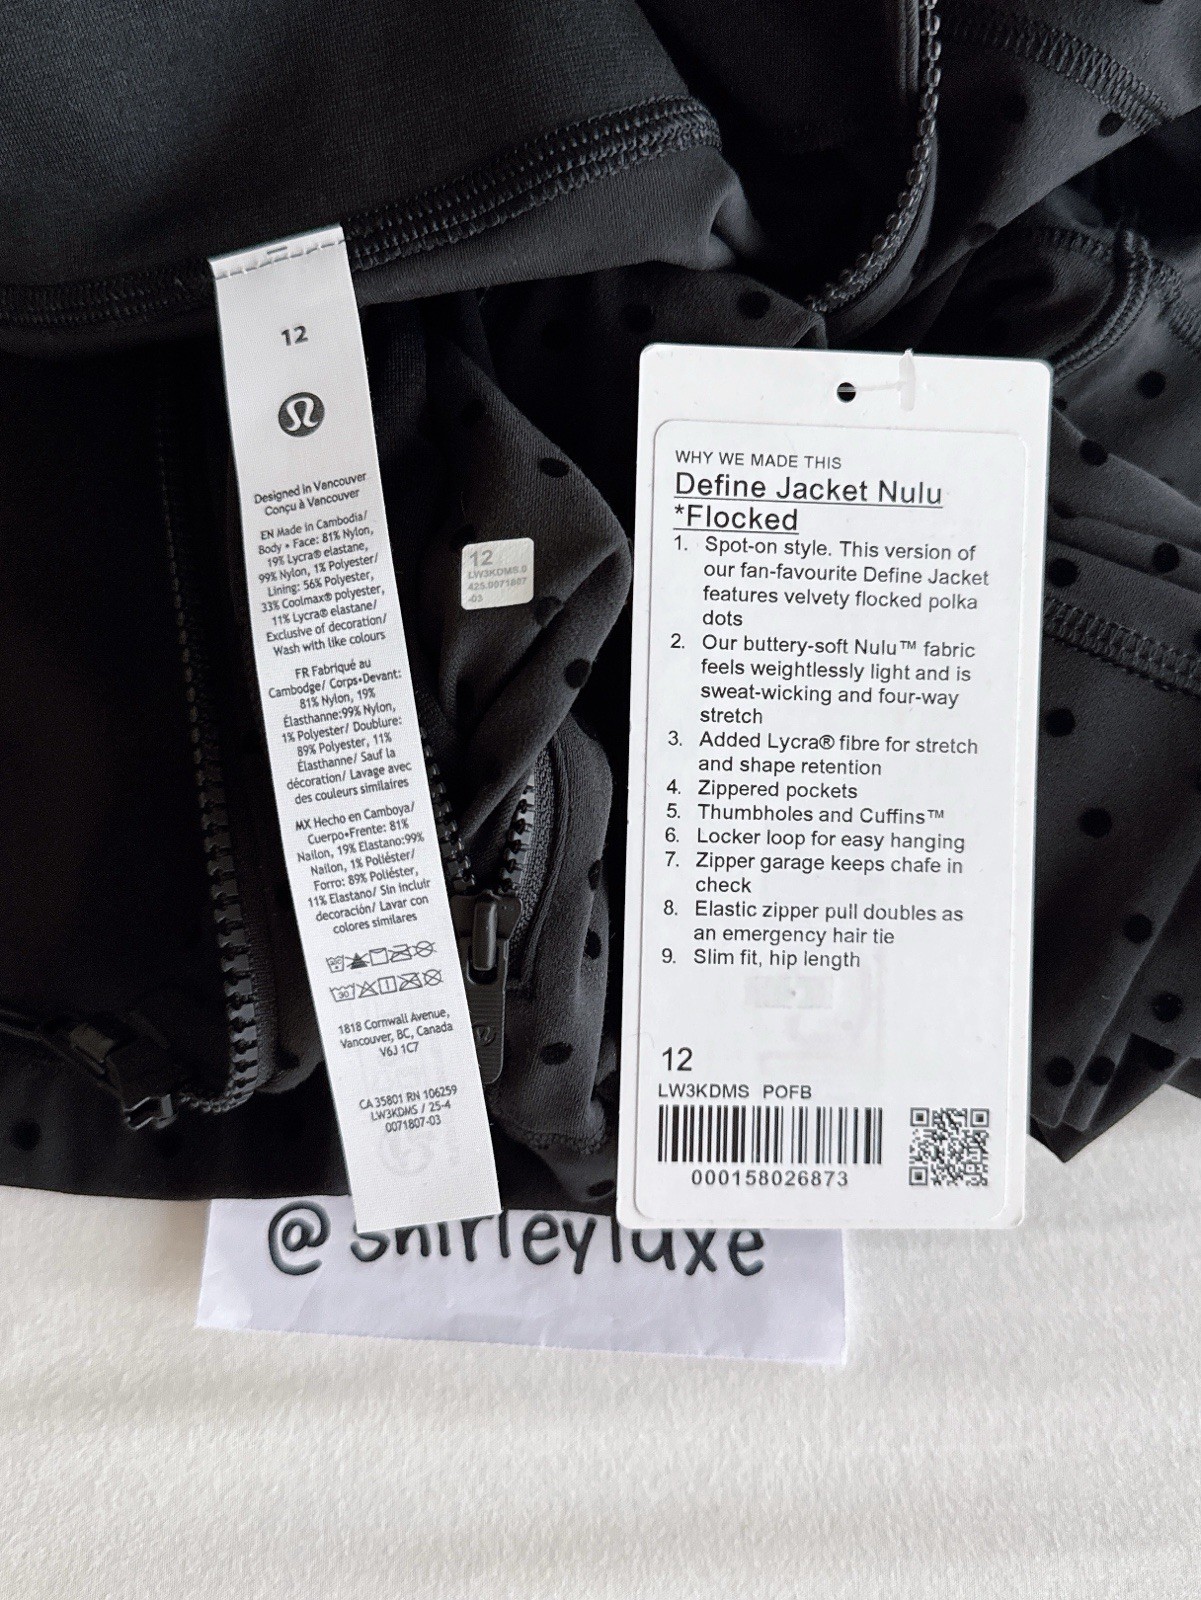 12
Designed in Vancouver
Conçu à Vancouver
EN Made in Cambodia/
Body • Face: 81% Nylon,
19% Lycra® elastane,
99% Nylon, 1% Polyester/
Lining: 56% Polyester,
33% Coolmax® polyester,
11% Lycra® elastane/
Exclusive of decoration/
Wash with like colours
FR Fabriqué au
Cambodge/ Corps•Devant:
81% Nylon, 19%
Élasthanne:99% Nylon,
1% Polyester/ Doublure:
89% Polyester, 11%
Élasthanne/ Sauf la
décoration/ Lavage avec
des couleurs similaires
MX Hecho en Camboya/
Cuerpo•Frente: 81%
Nailon, 19% Elastano:99%
Nailon, 1% Poliéster/
Forro: 89% Poliéster,
11% Elastano/ Sin incluir
decoración/ Lavar con
colores similares
30
1818 Cornwall Avenue,
Vancouver, BC, Canada
V6J 1C7
CA 35801 RN 106259
LW3KDMS / 25-4
0071807-03
12
LW3KDMS.0
425.0071807
-03
WHY WE MADE THIS
Define Jacket Nulu
*Flocked
1. Spot-on style. This version of
our fan-favourite Define Jacket
features velvety flocked polka
dots
2. Our buttery-soft Nulu™ fabric
feels weightlessly light and is
sweat-wicking and four-way
stretch
3. Added Lycra® fibre for stretch
and shape retention
4. Zippered pockets
5. Thumbholes and Cuffins™
6. Locker loop for easy hanging
7. Zipper garage keeps chafe in
check
8. Elastic zipper pull doubles as
an emergency hair tie
9. Slim fit, hip length
12
LW3KDMS POFB
000158026873
@shirleyluxe